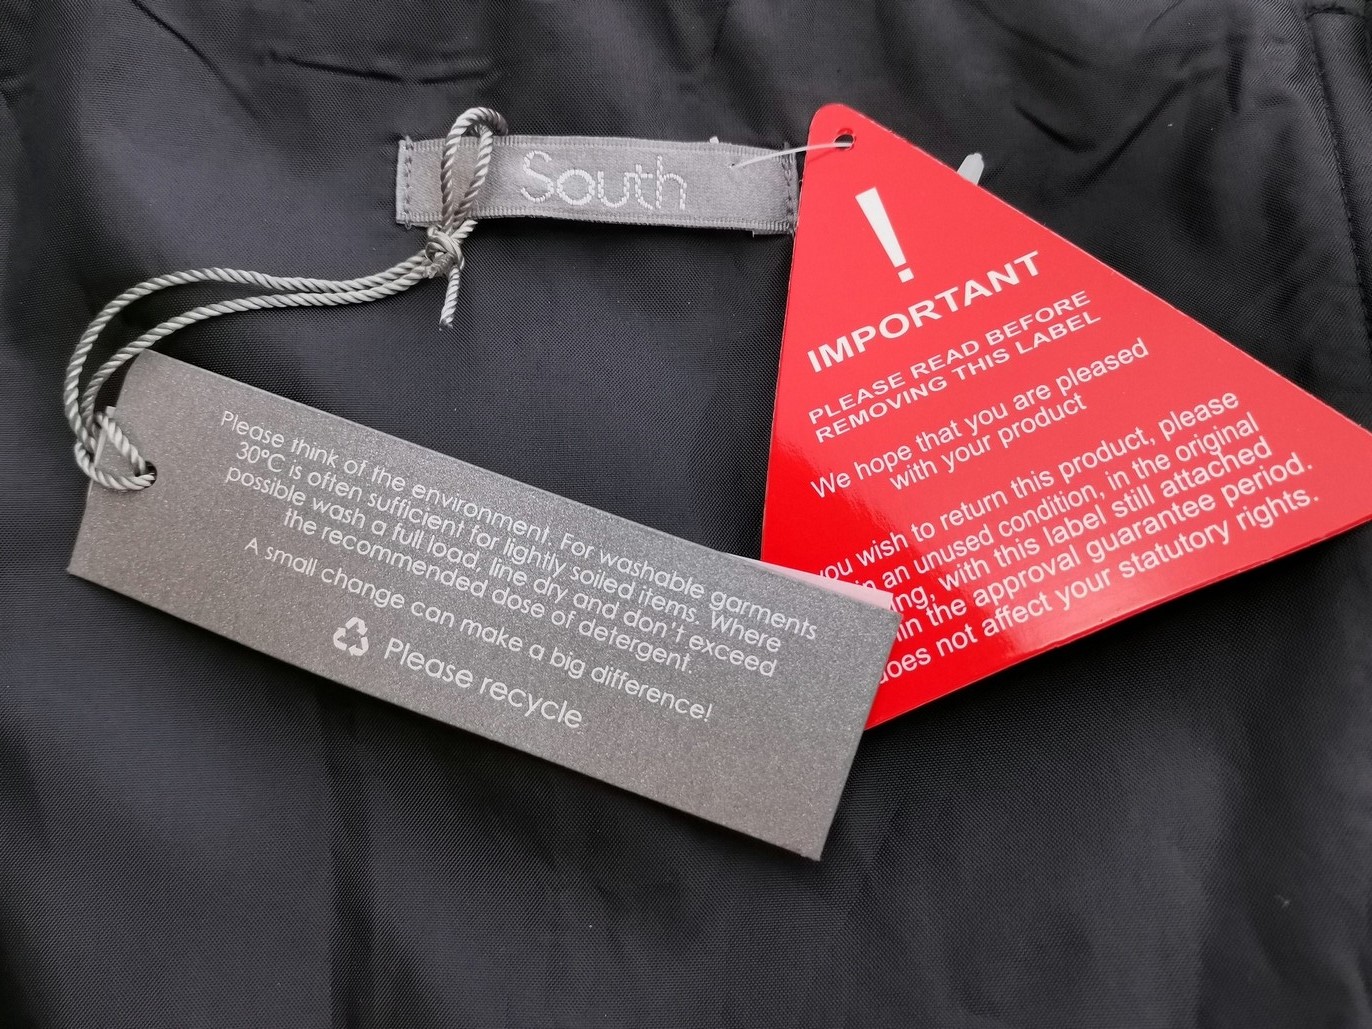 South
!
IMPORTANT
PLEASE READ BEFORE
REMOVING THIS LABEL
We hope that you are pleased
with your product
you wish to return this product, please
in an unused condition, in the original
with this label still attached
the approval guarantee period.
does not affect your statutory rights.
Please think of the environment. For washable garments
30°C is often sufficient for lightly soiled items. Where
possible wash a full load, line dry and don't exceed
the recommended dose of detergent.
A small change can make a big difference!
Please recycle